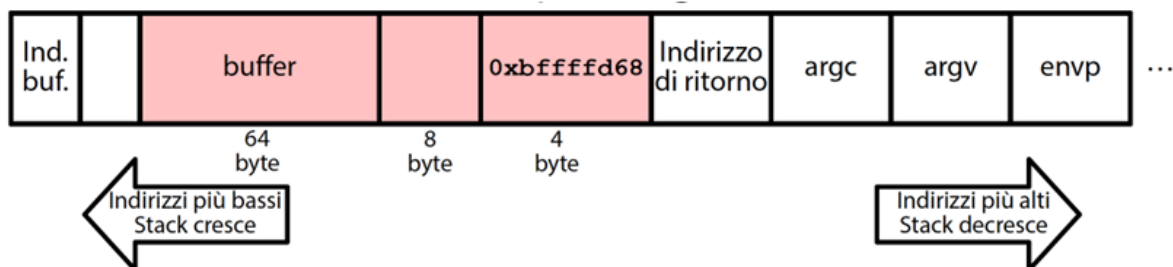 Ind.
buf.
buffer
0xbffffd68
Indirizzo
di ritorno
argc
argv
envp
...
64
byte
8
byte
4
byte
Indirizzi più bassi
Stack cresce
Indirizzi più alti
Stack decresce